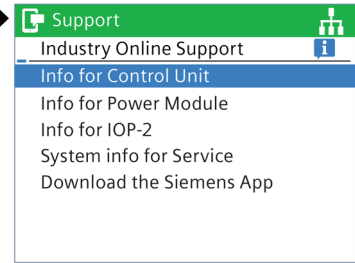 Support
Industry Online Support
i
Info for Control Unit
Info for Power Module
Info for IOP-2
System info for Service
Download the Siemens App